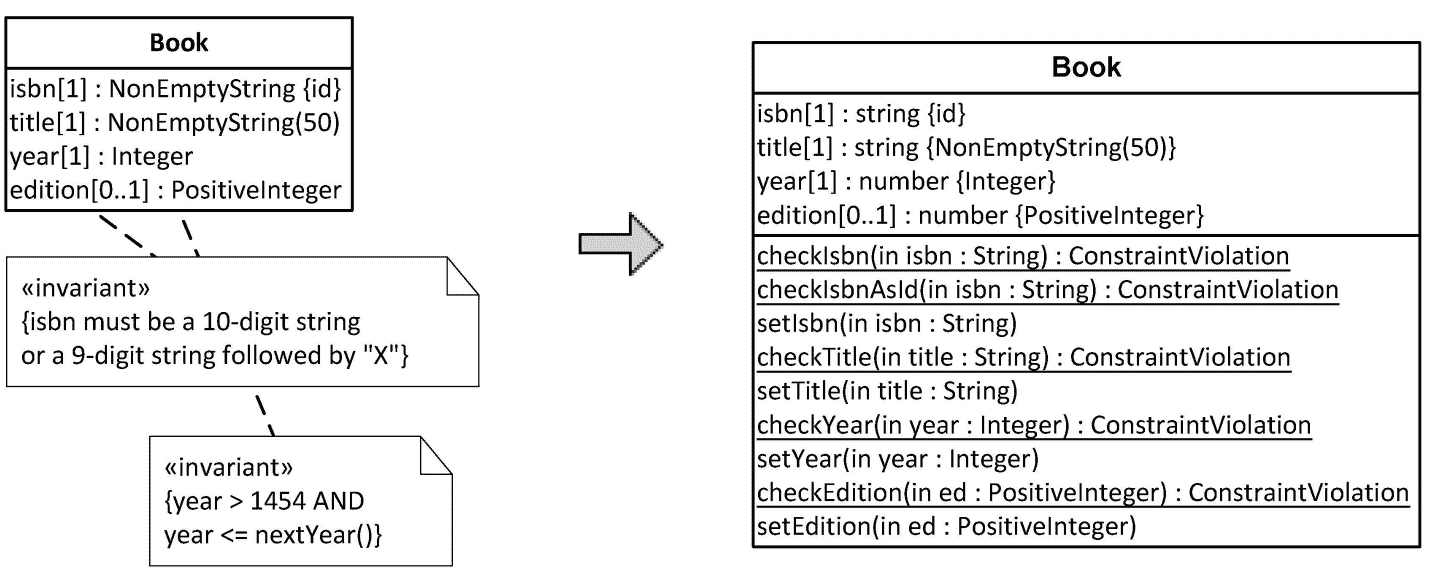 Book
isbn[1] : NonEmptyString {id}
title[1] : NonEmptyString(50)
year[1] : Integer
edition[0..1] : PositiveInteger
«invariant»
{isbn must be a 10-digit string
or a 9-digit string followed by "X"}
«invariant»
{year > 1454 AND
year <= nextYear()}
Book
isbn[1] : string {id}
title[1] : string {NonEmptyString(50)}
year[1] : number {Integer}
edition[0..1] : number {PositiveInteger}
checkIsbn(in isbn : String) : ConstraintViolation
checkIsbnAsId(in isbn : String) : ConstraintViolation
setIsbn(in isbn : String)
checkTitle(in title : String) : ConstraintViolation
setTitle(in title : String)
checkYear(in year : Integer) : ConstraintViolation
setYear(in year : Integer)
checkEdition(in ed : PositiveInteger) : ConstraintViolation
setEdition(in ed : PositiveInteger)